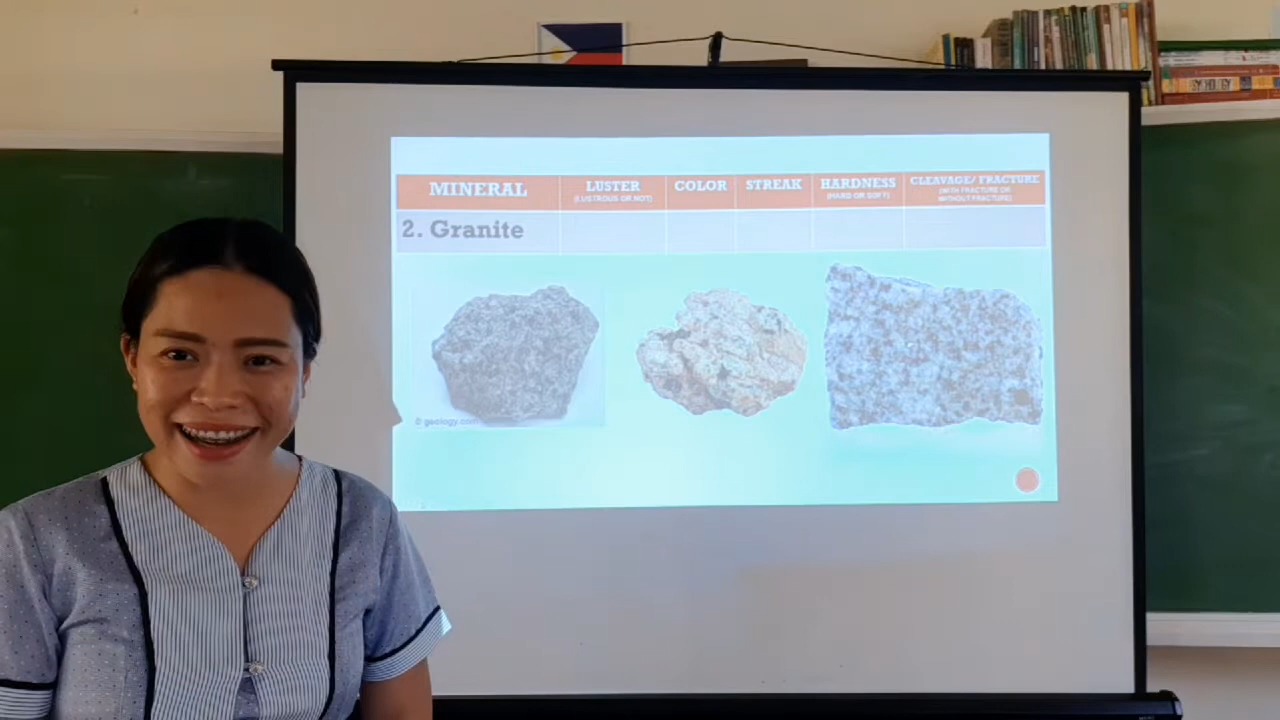 PSYCHOLOGY
MINERAL
LUSTER
(LUSTROUS OR NOT)
COLOR
STREAK
HARDNESS
(HARD OR SOFT)
CLEAVAGE/ FRACTURE
(WITH FRACTURE OR
WITHOUT FRACTURE)
2. Granite
© geology.com